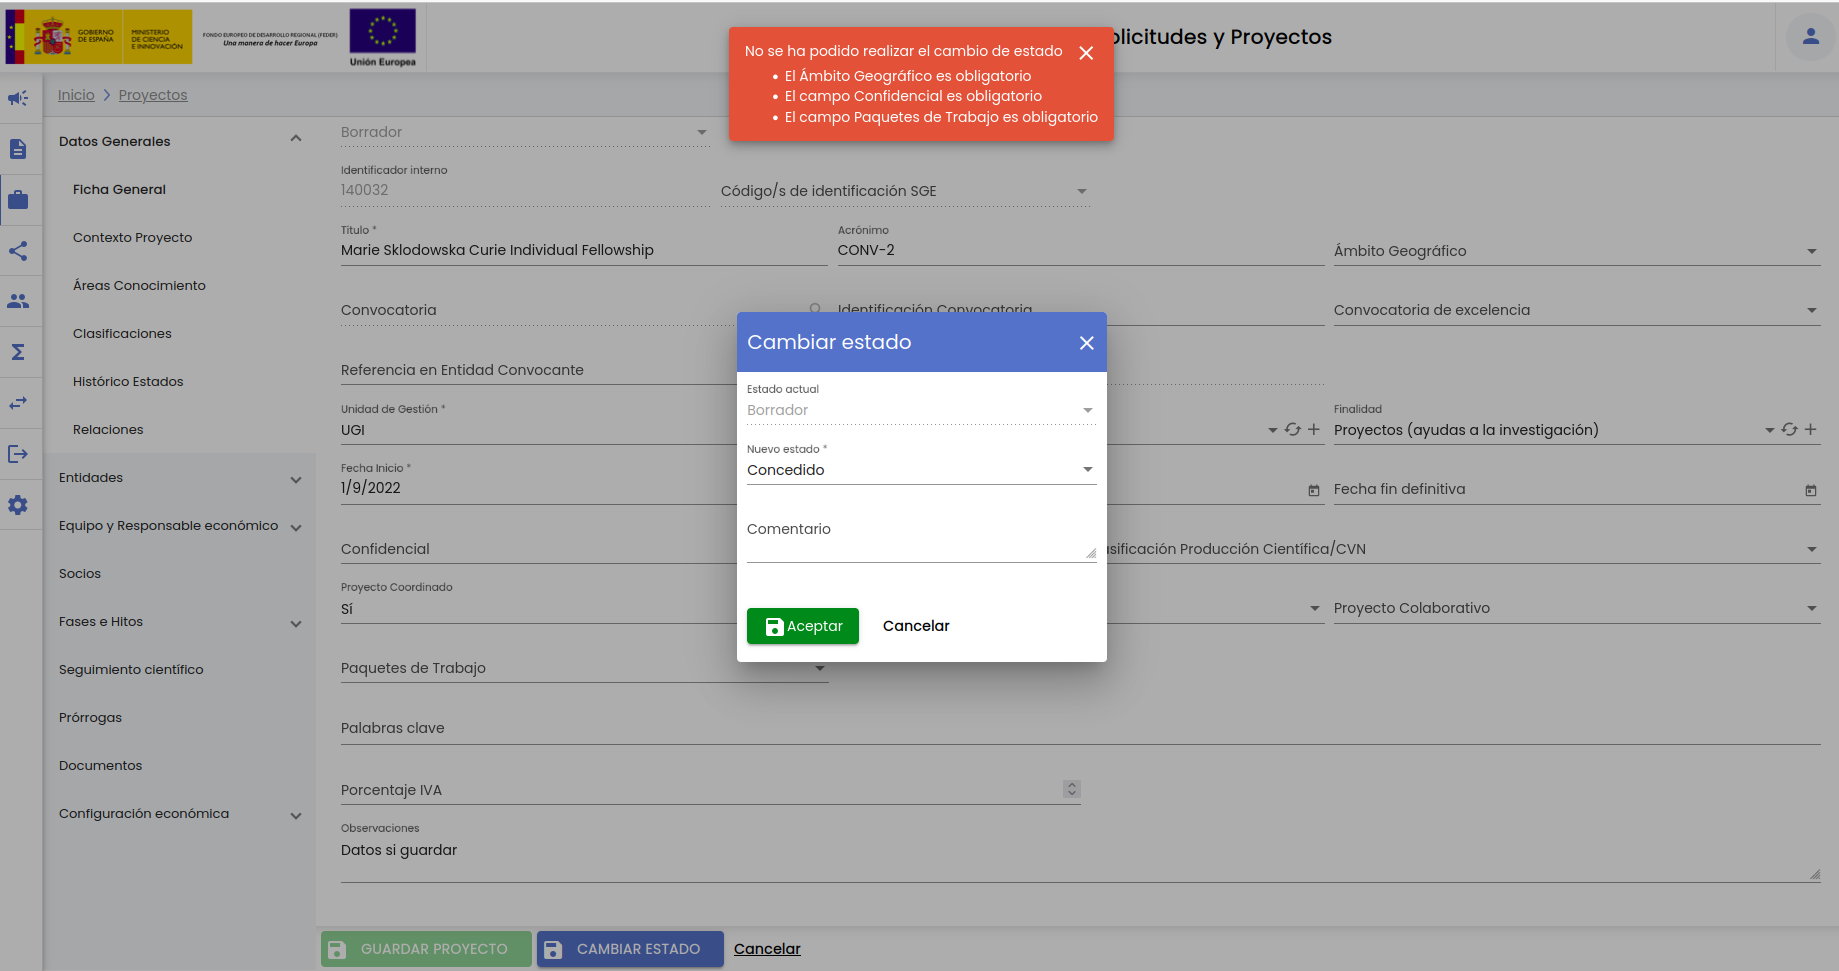 GOBIERNO
DE ESPAÑA
MINISTERIO
DE CIENCIA
E INNOVACIÓN
FONDO EUROPEO DE DESARROLLO REGIONAL (FEDER)
Una manera de hacer Europa
Unión Europea
olicitudes y Proyectos
No se ha podido realizar el cambio de estado
El Ámbito Geográfico es obligatorio
El campo Confidencial es obligatorio
El campo Paquetes de Trabajo es obligatorio
Inicio
Proyectos
Datos Generales
Ficha General
Contexto Proyecto
Áreas Conocimiento
Clasificaciones
Histórico Estados
Relaciones
Entidades
Equipo y Responsable económico
Socios
Fases e Hitos
Seguimiento científico
Prórrogas
Documentos
Configuración económica
Borrador
Identificador interno
140032
Código/s de identificación SGE
Título *
Marie Sklodowska Curie Individual Fellowship
Acrónimo
CONV-2
Ámbito Geográfico
Convocatoria
Identificación Convocatoria
Convocatoria de excelencia
Referencia en Entidad Convocante
Unidad de Gestión *
UGI
Finalidad
Proyectos (ayudas a la investigación)
Fecha Inicio *
1/9/2022
Fecha fin definitiva
Confidencial
sificación Producción Científica/CVN
Proyecto Coordinado
Sí
Proyecto Colaborativo
Paquetes de Trabajo
Palabras clave
Porcentaje IVA
Observaciones
Datos si guardar
Cambiar estado
Estado actual
Borrador
Nuevo estado *
Concedido
Comentario
Aceptar
Cancelar
GUARDAR PROYECTO
CAMBIAR ESTADO
Cancelar